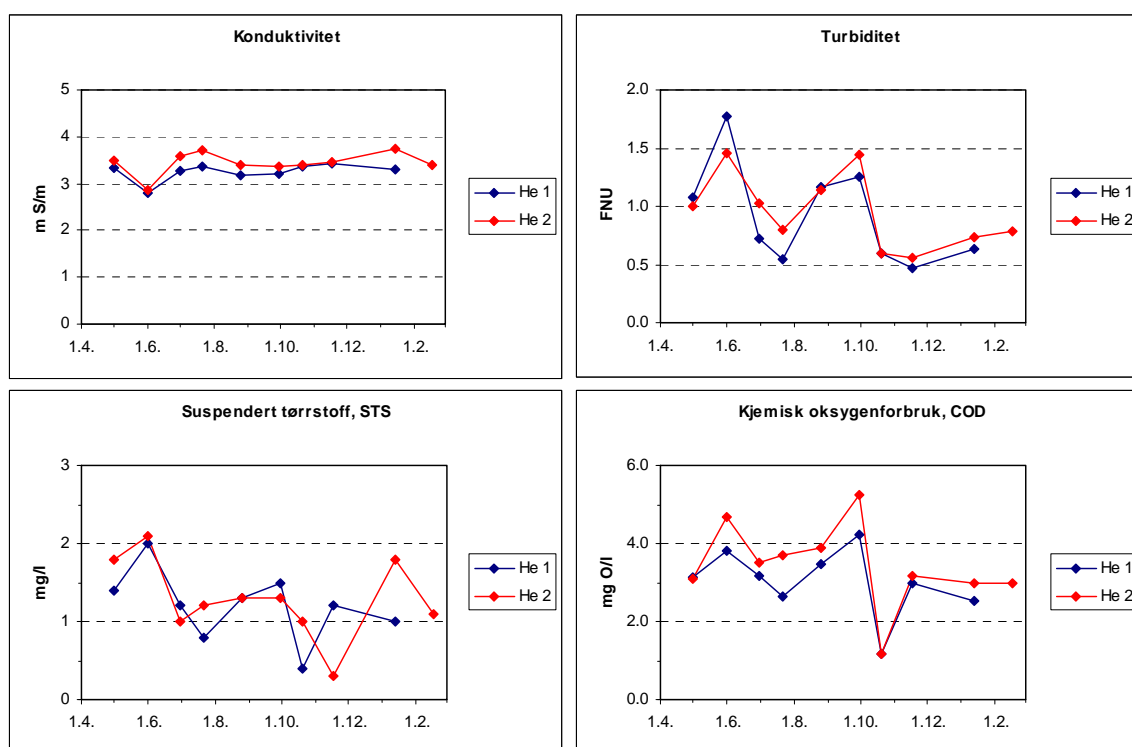 Konduktivitet
5
4
3
2
1
0
m S/m
1.4.
1.6.
1.8.
1.10.
1.12.
1.2.
He 1
He 2
Turbiditet
2.0
1.5
1.0
0.5
0.0
FNU
1.4.
1.6.
1.8.
1.10.
1.12.
1.2.
He 1
He 2
Suspendert tørrstoff, STS
3
2
1
0
mg/l
1.4.
1.6.
1.8.
1.10.
1.12.
1.2.
He 1
He 2
Kjemisk oksygenforbruk, COD
6.0
4.0
2.0
0.0
mg O/l
1.4.
1.6.
1.8.
1.10.
1.12.
1.2.
He 1
He 2